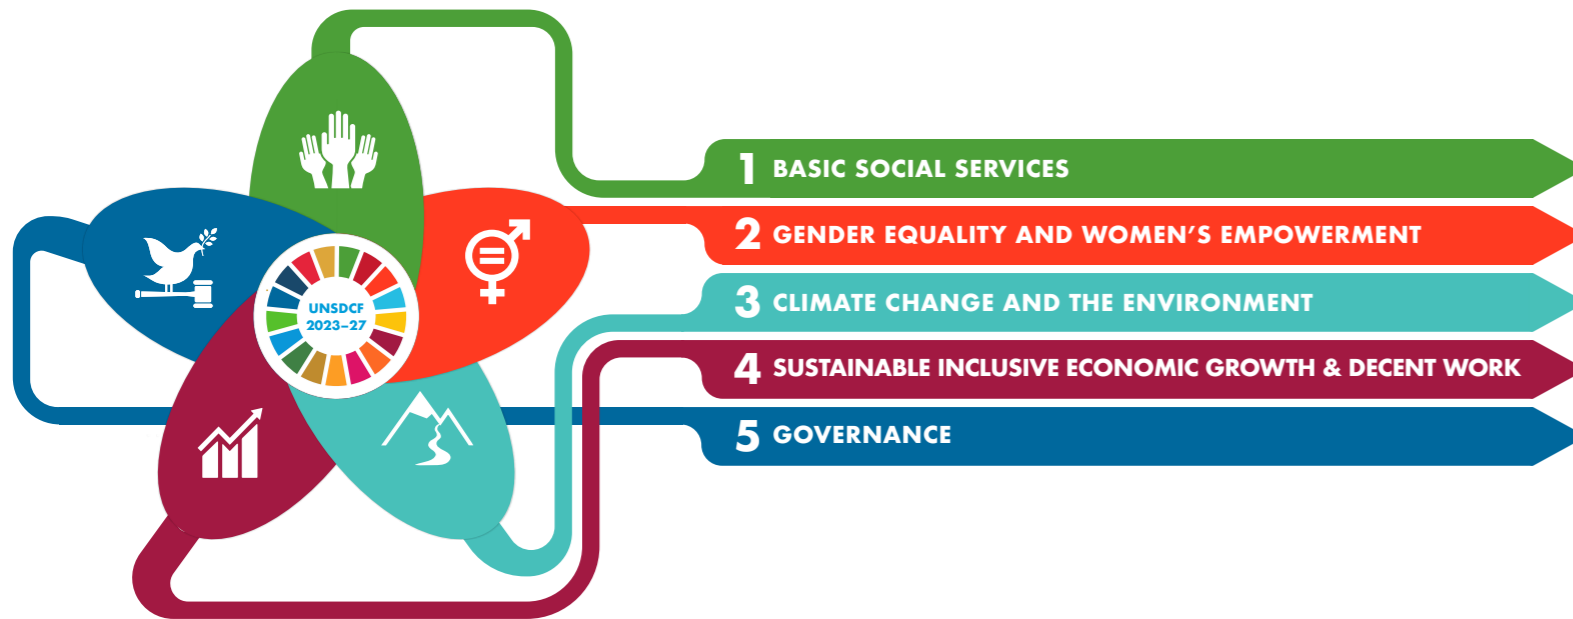 UNSDCF
2023–27
1 BASIC SOCIAL SERVICES
2 GENDER EQUALITY AND WOMEN’S EMPOWERMENT
3 CLIMATE CHANGE AND THE ENVIRONMENT
4 SUSTAINABLE INCLUSIVE ECONOMIC GROWTH & DECENT WORK
5 GOVERNANCE